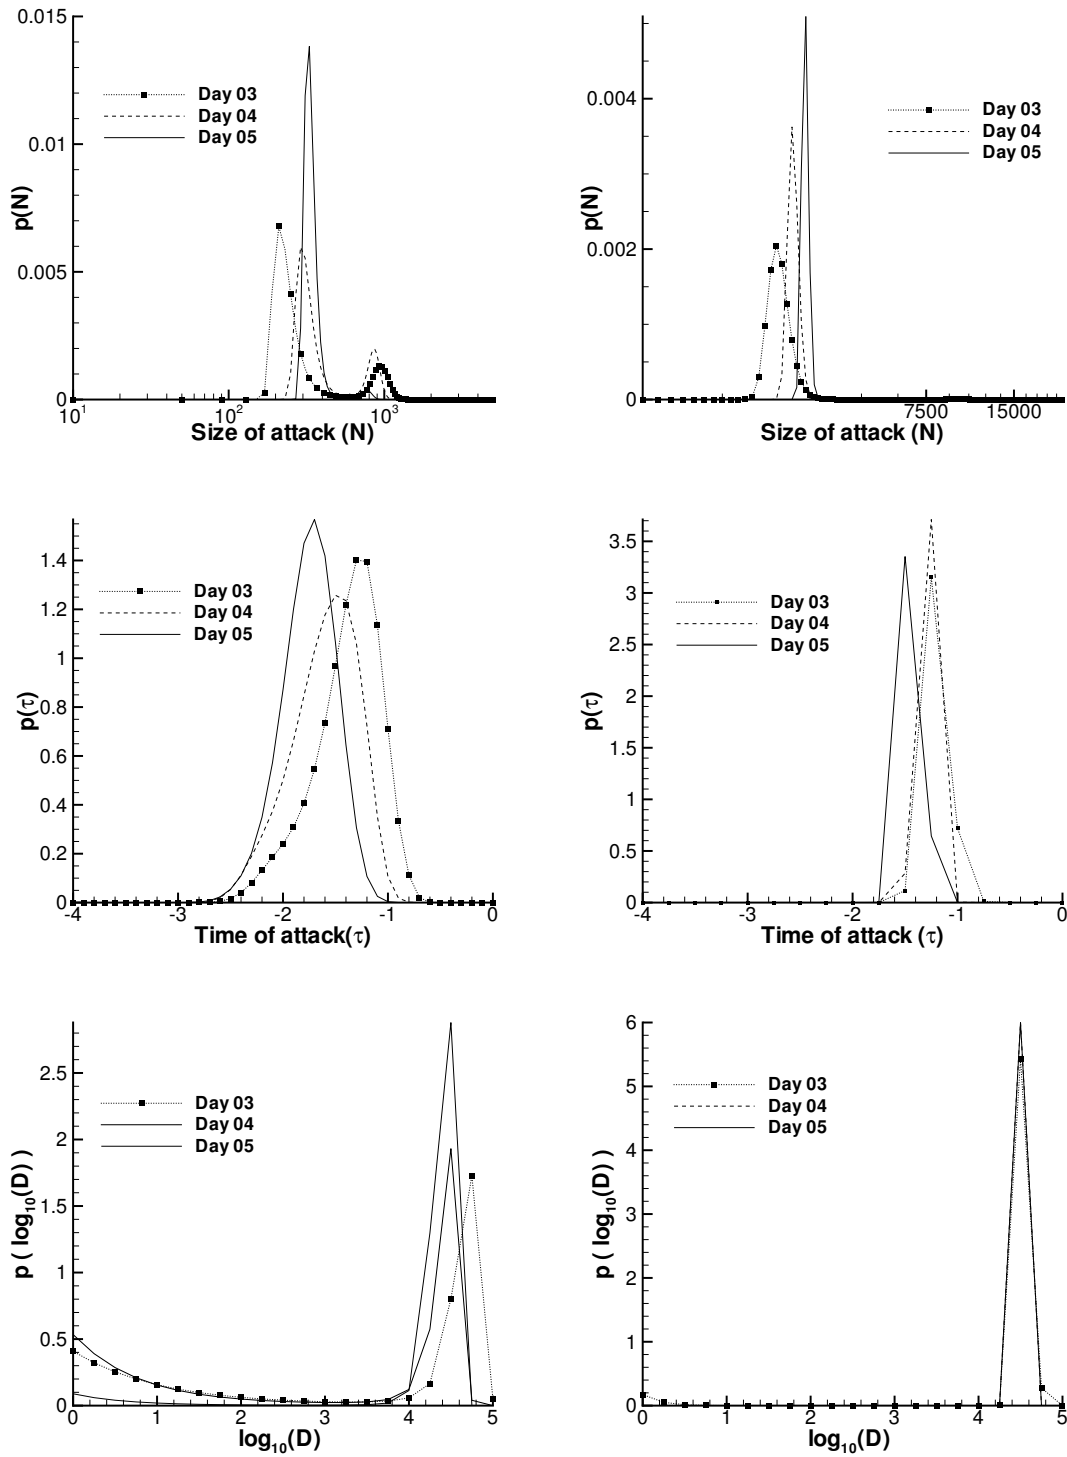 0.015
0.01
0.005
0
p(N)
Day 03
Day 04
Day 05
10^1 10^2 10^3
Size of attack (N)
0.004
0.002
0
p(N)
Day 03
Day 04
Day 05
7500 15000
Size of attack (N)
1.4
1.2
1
0.8
0.6
0.4
0.2
0
p(τ)
Day 03
Day 04
Day 05
-4 -3 -2 -1 0
Time of attack(τ)
3.5
3
2.5
2
1.5
1
0.5
0
p(τ)
Day 03
Day 04
Day 05
-4 -3 -2 -1 0
Time of attack (τ)
2.5
2
1.5
1
0.5
0
p ( log₁₀(D) )
Day 03
Day 04
Day 05
0 1 2 3 4 5
log₁₀(D)
6
5
4
3
2
1
0
p ( log₁₀(D) )
Day 03
Day 04
Day 05
0 1 2 3 4 5
log₁₀(D)